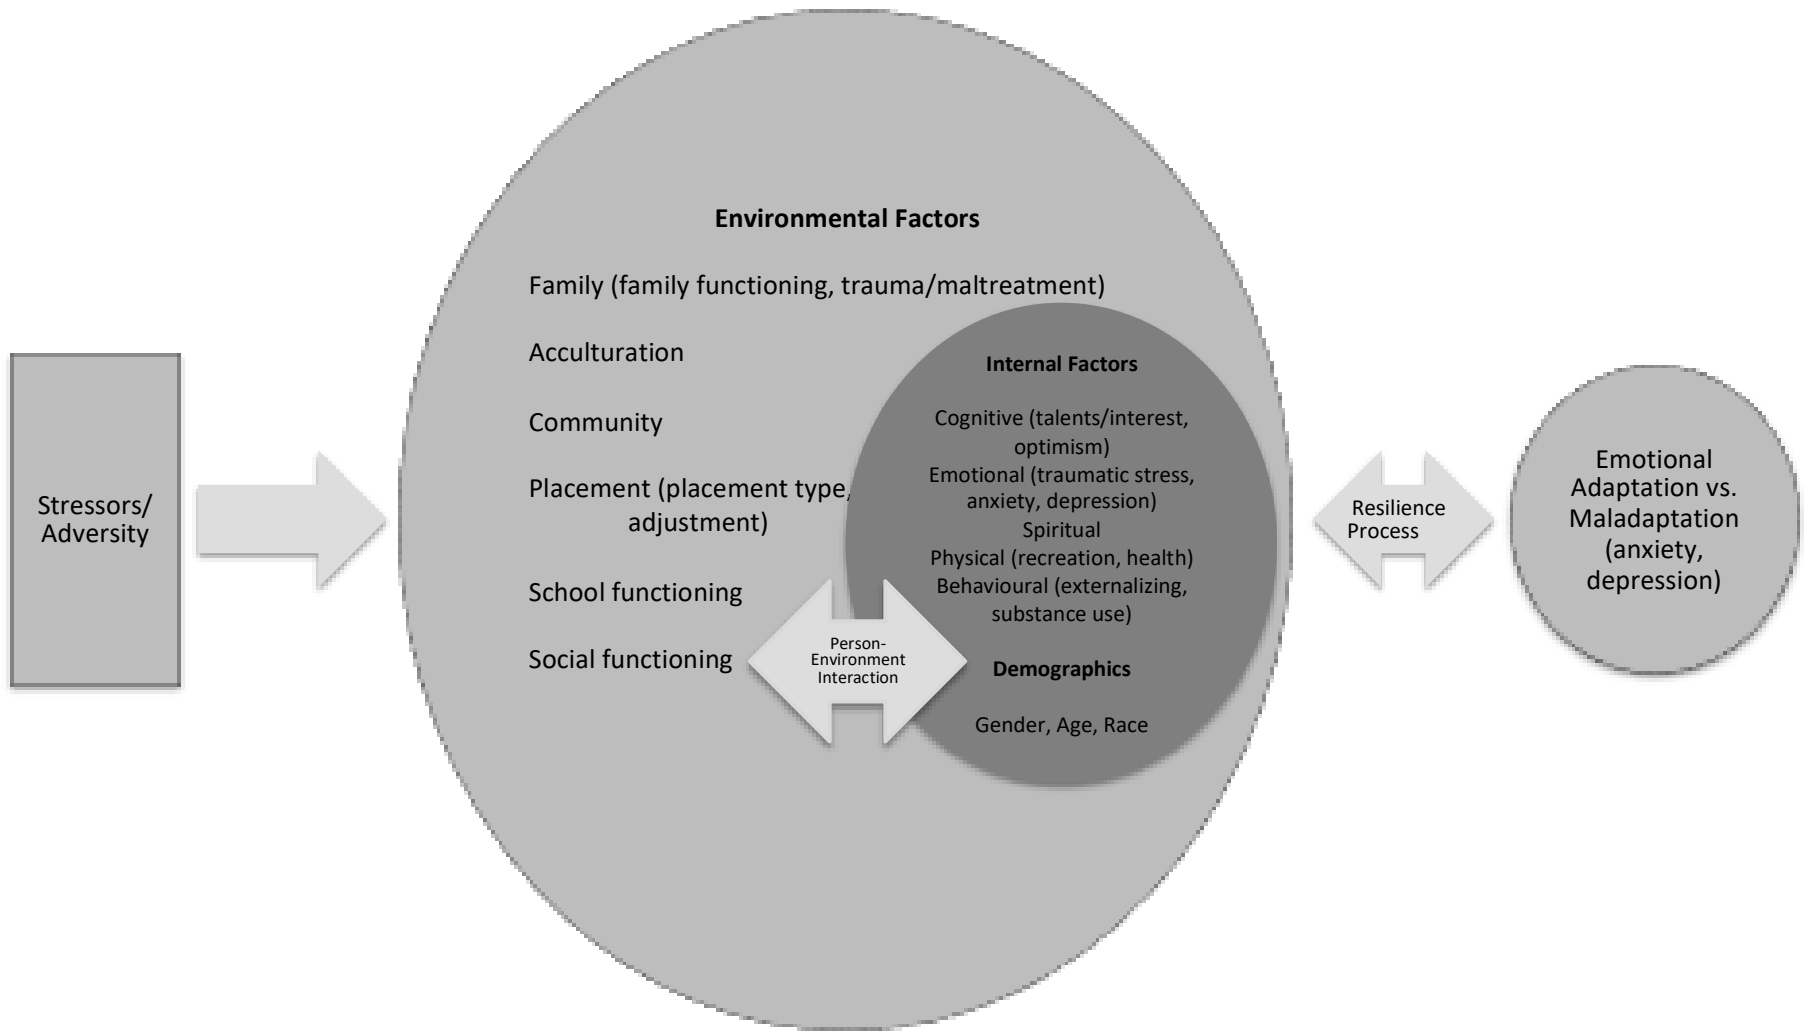 Environmental Factors
Family (family functioning, trauma/maltreatment)
Acculturation
Community
Placement (placement type,
adjustment)
School functioning
Social functioning
Internal Factors
Cognitive (talents/interest,
optimism)
Emotional (traumatic stress,
anxiety, depression)
Spiritual
Physical (recreation, health)
Behavioural (externalizing,
substance use)
Demographics
Gender, Age, Race
Person-
Environment
Interaction
Stressors/
Adversity
Resilience
Process
Emotional
Adaptation vs.
Maladaptation
(anxiety,
depression)